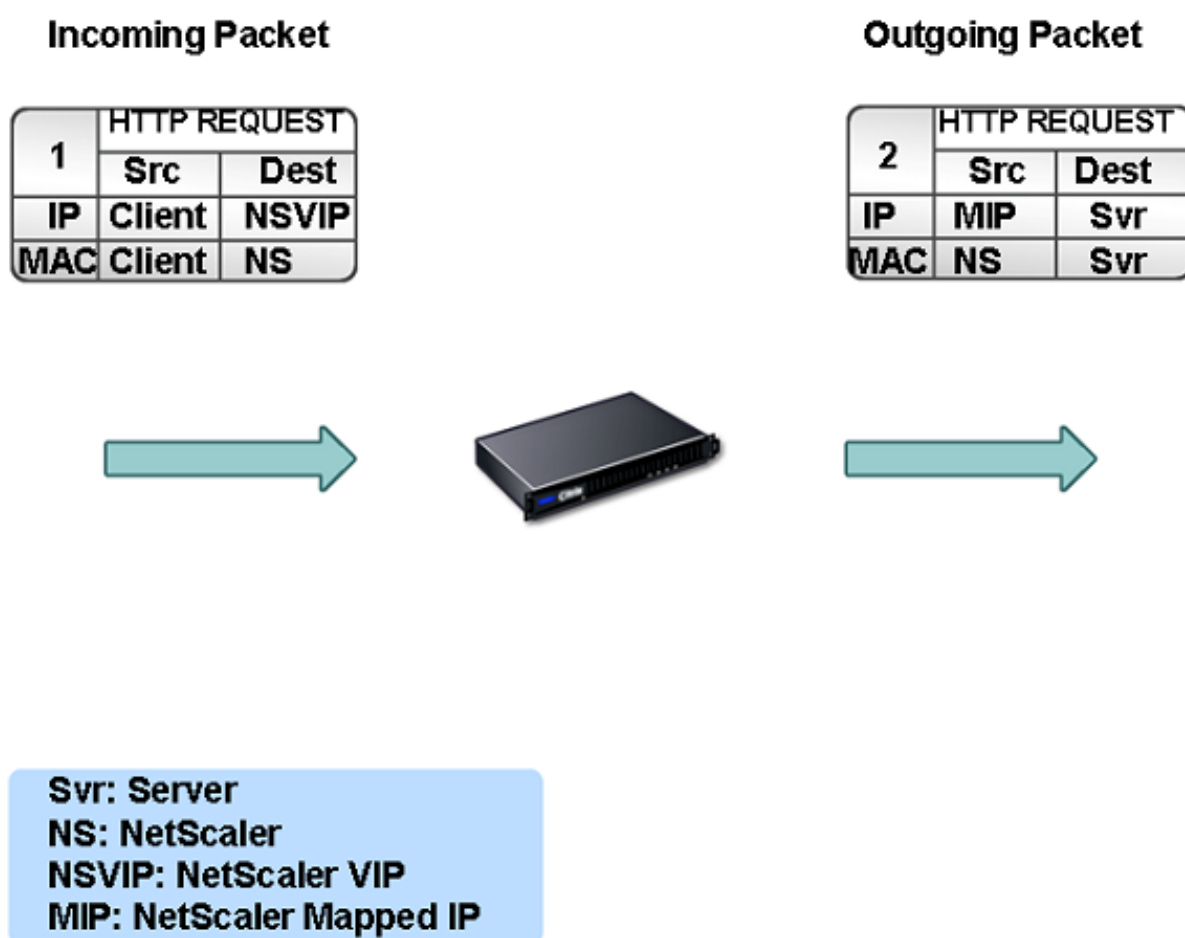 Incoming Packet
Outgoing Packet
1
HTTP REQUEST
Src Dest
IP Client NSVIP
MAC Client NS
2
HTTP REQUEST
Src Dest
IP MIP Svr
MAC NS Svr
Citrix
Svr: Server
NS: NetScaler
NSVIP: NetScaler VIP
MIP: NetScaler Mapped IP